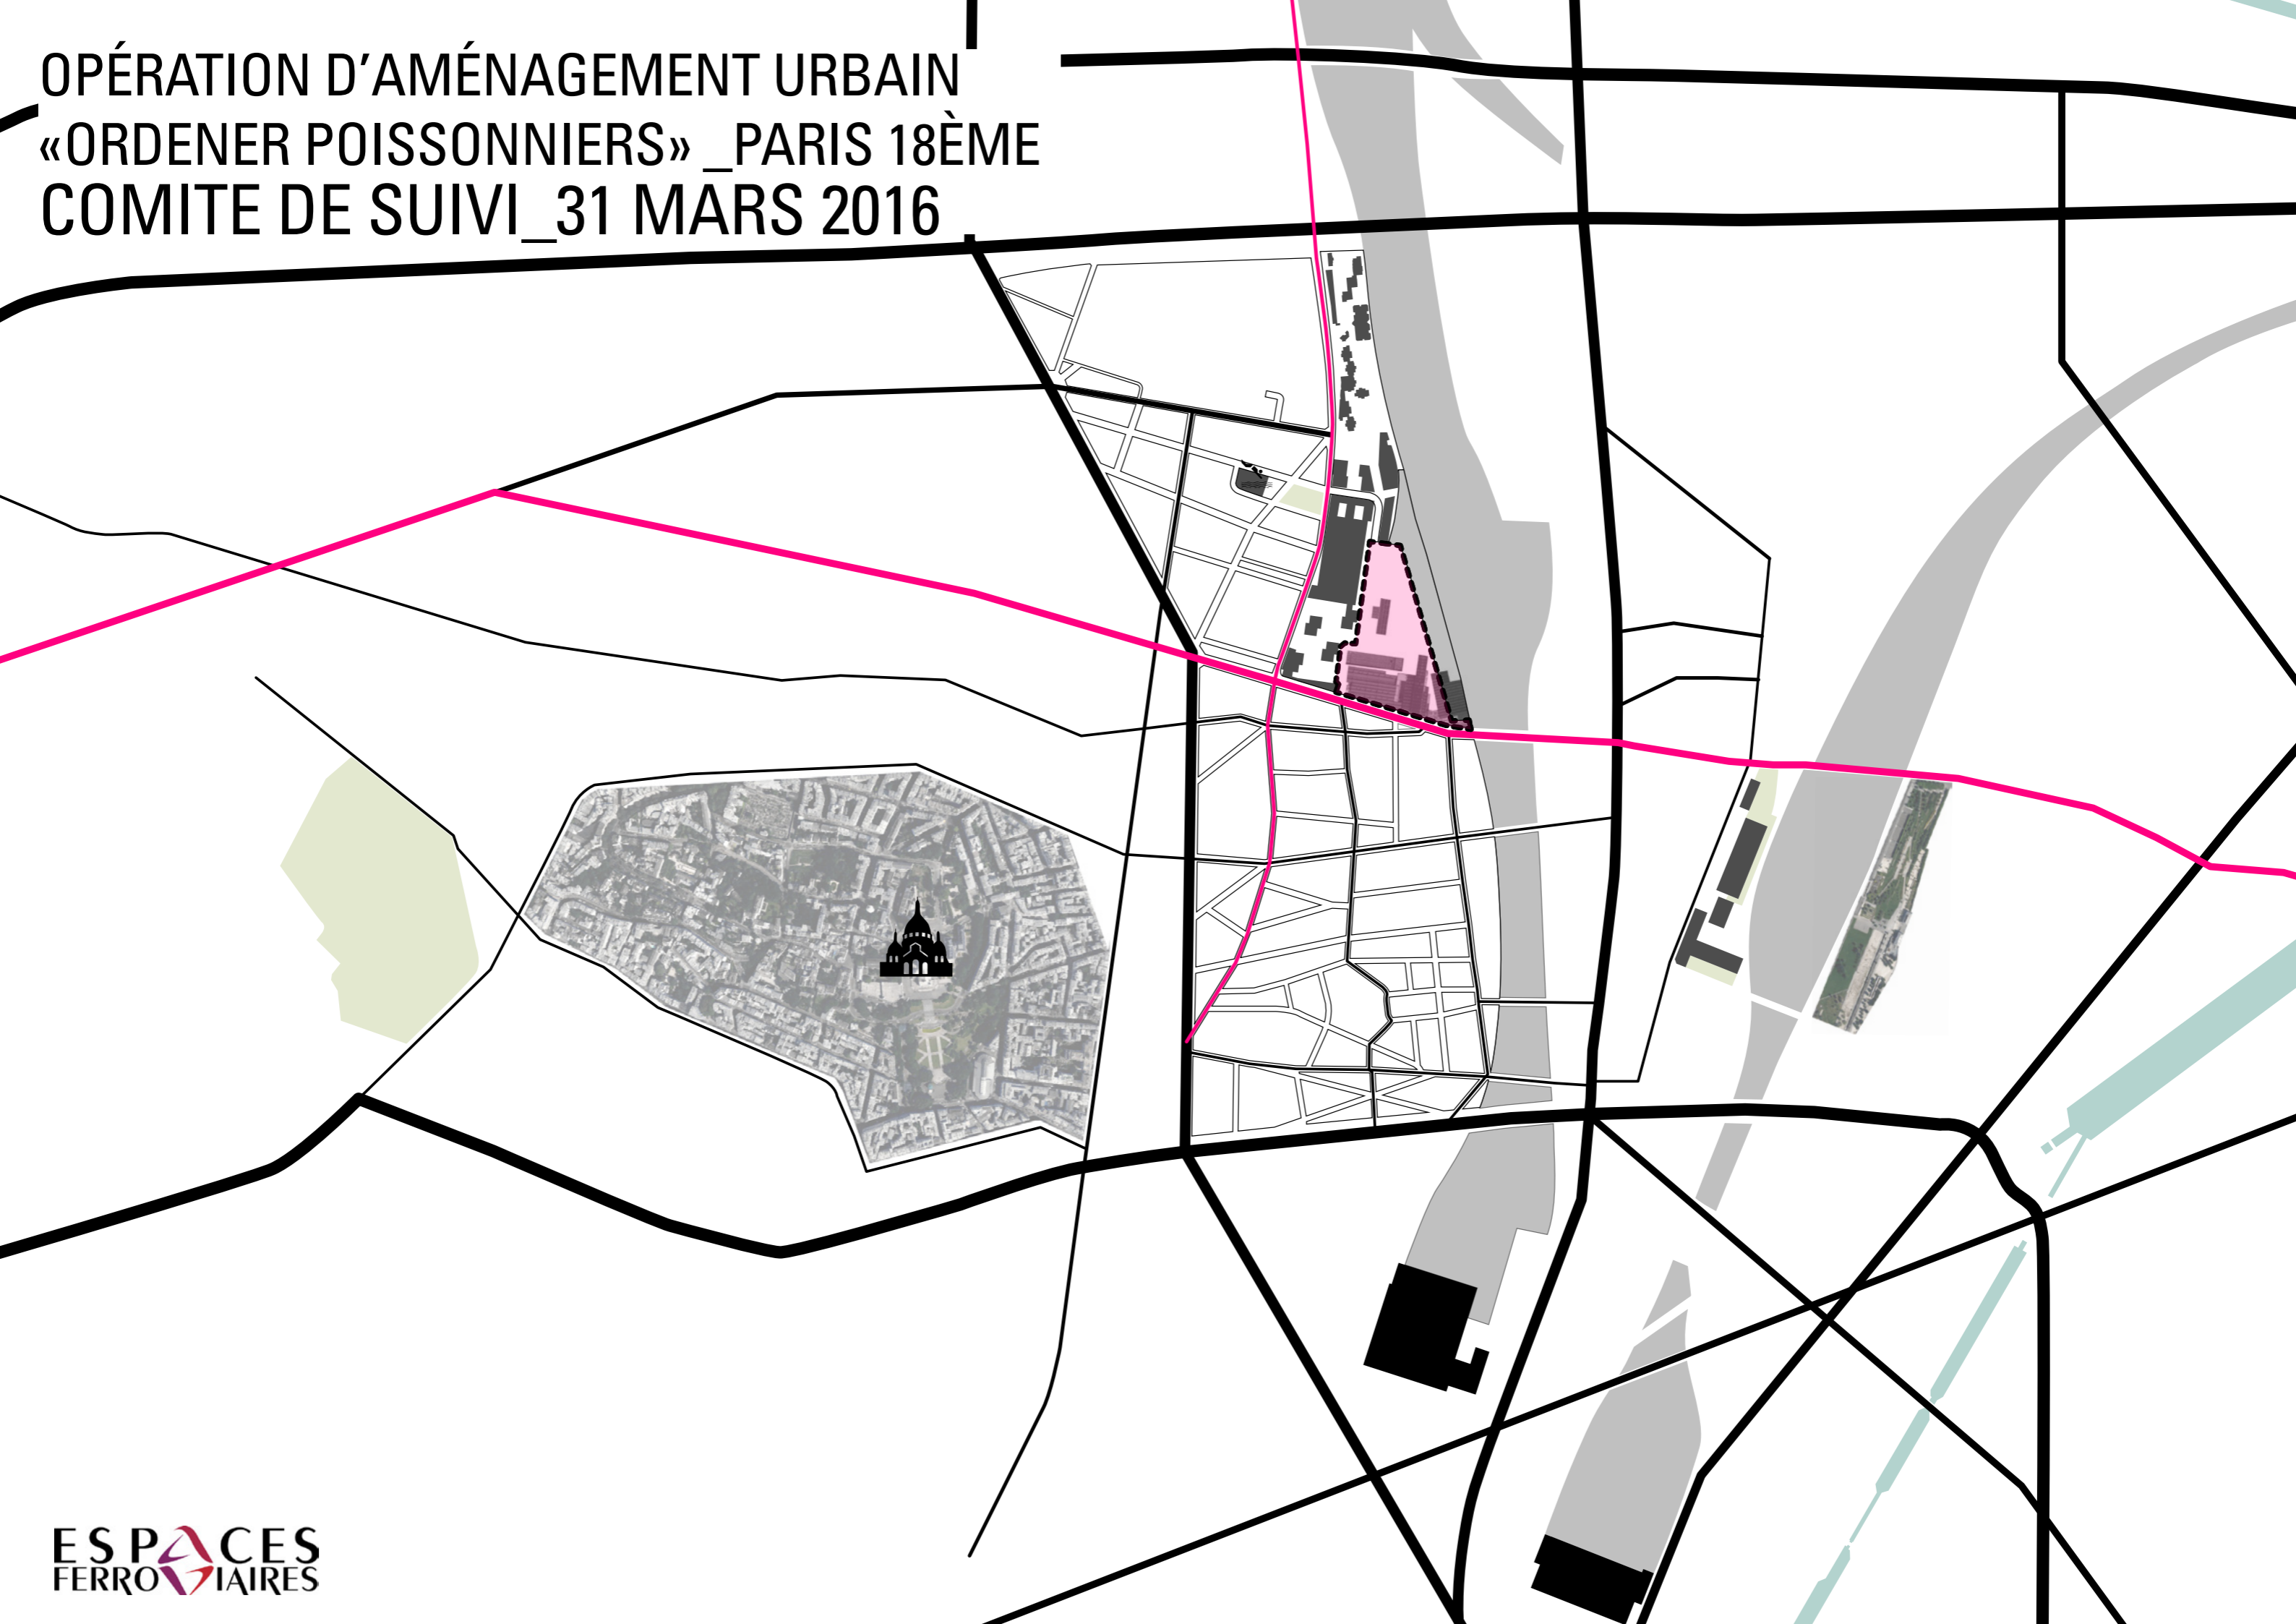 OPÉRATION D'AMÉNAGEMENT URBAIN
«ORDENER POISSONNIERS» _PARIS 18ÈME
COMITE DE SUIVI_31 MARS 2016
ESPACES
FERROVIAIRES